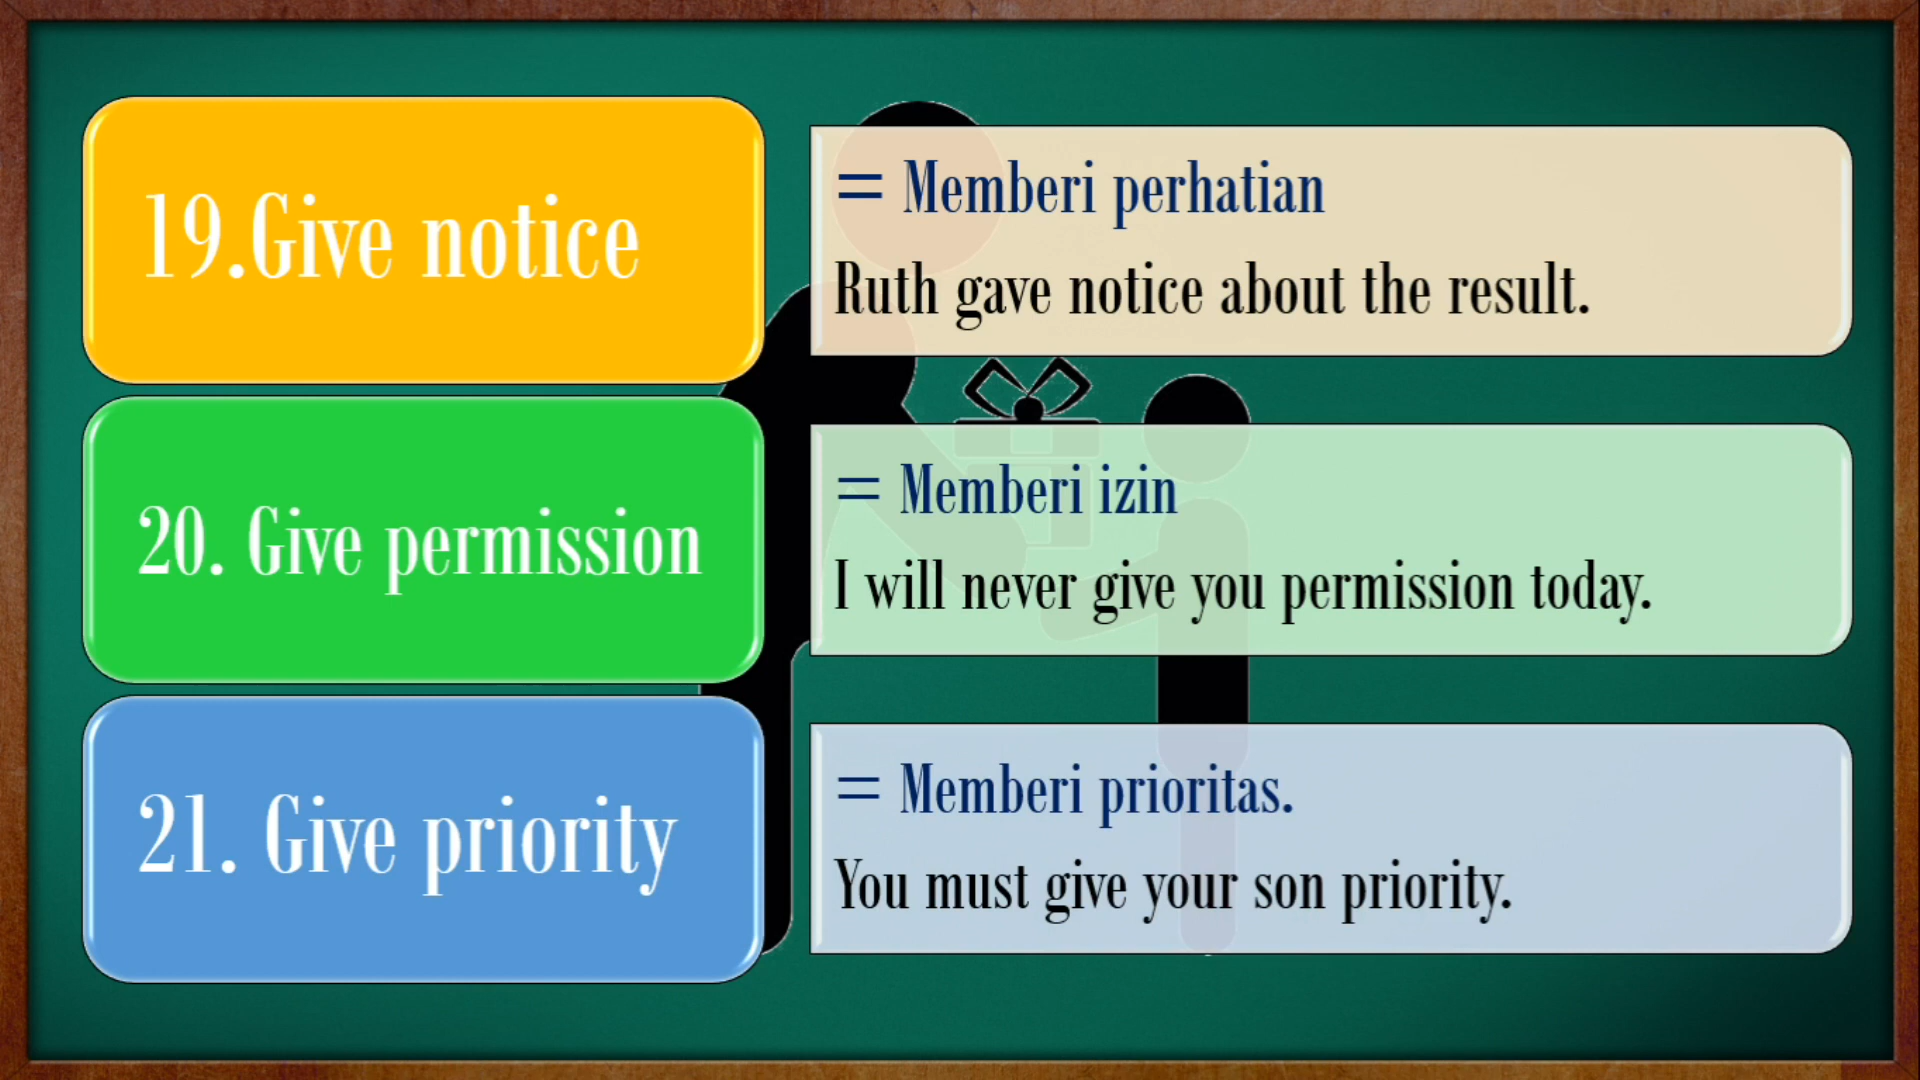 19.Give notice
= Memberi perhatian
Ruth gave notice about the result.
20. Give permission
= Memberi izin
I will never give you permission today.
21. Give priority
= Memberi prioritas.
You must give your son priority.